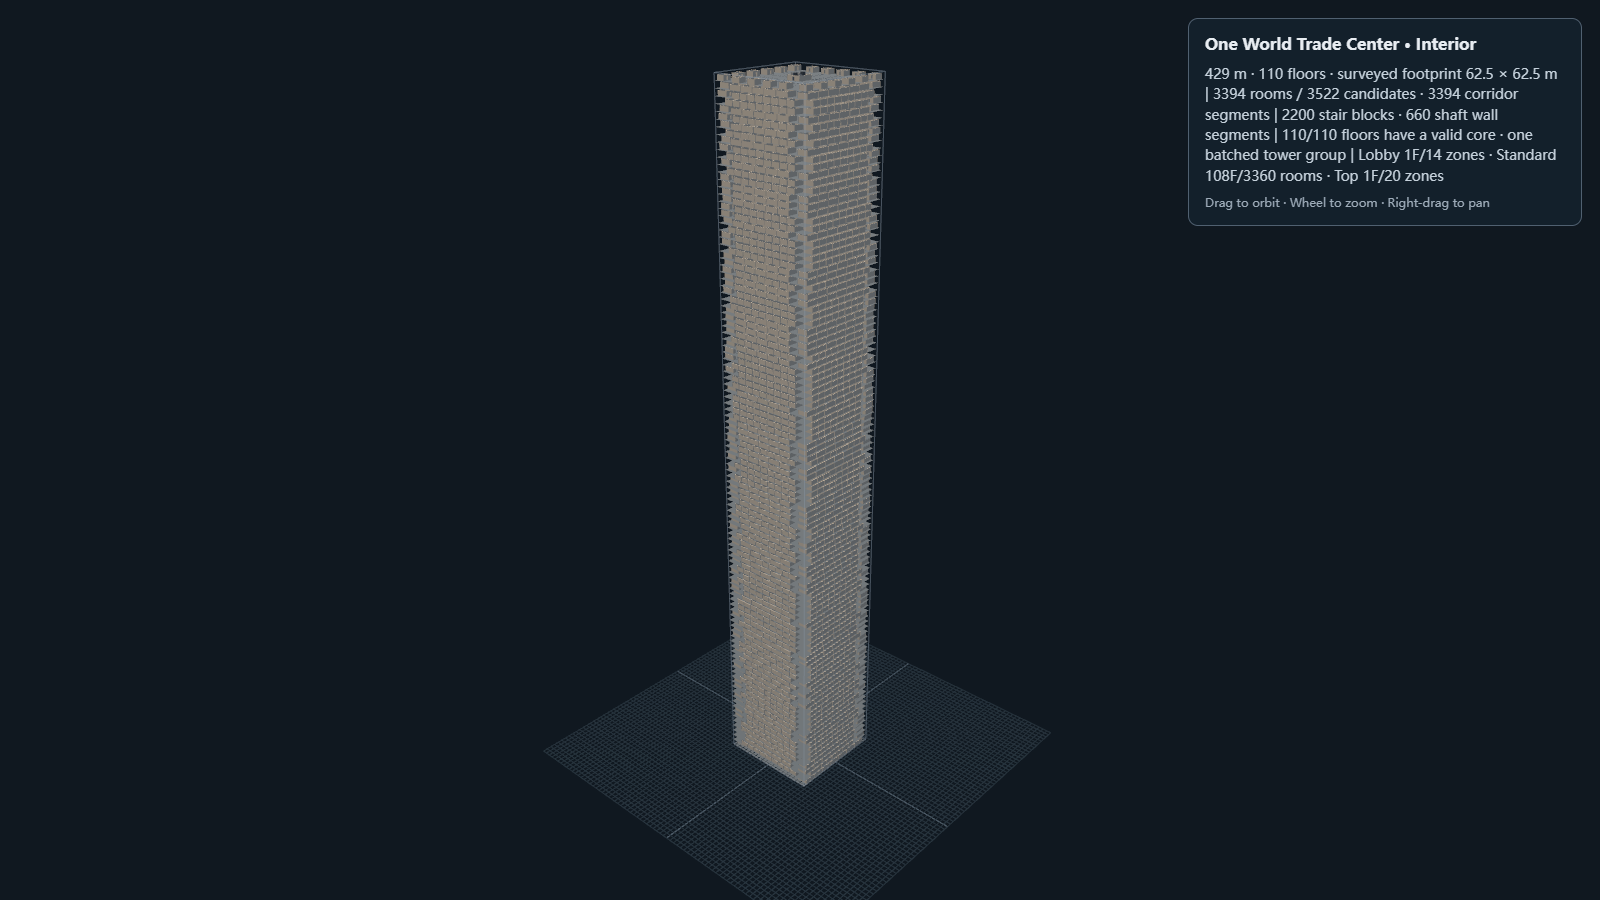 One World Trade Center • Interior
429 m · 110 floors · surveyed footprint 62.5 × 62.5 m
| 3394 rooms / 3522 candidates · 3394 corridor
segments | 2200 stair blocks · 660 shaft wall
segments | 110/110 floors have a valid core · one
batched tower group | Lobby 1F/14 zones · Standard
108F/3360 rooms · Top 1F/20 zones
Drag to orbit · Wheel to zoom · Right-drag to pan